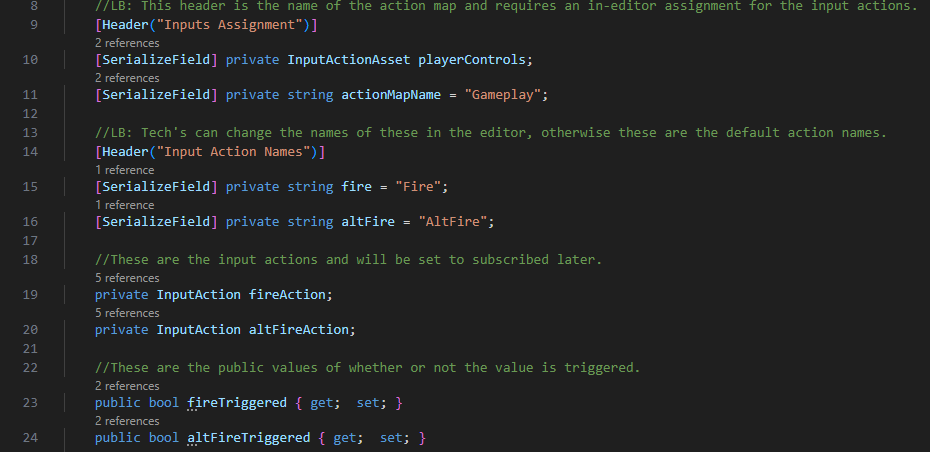 8 //LB: This header is the name of the action map and requires an in-editor assignment for the input actions.
9 [Header("Inputs Assignment")]
2 references
10 [SerializeField] private InputActionAsset playerControls;
2 references
11 [SerializeField] private string actionMapName = "Gameplay";
12
13 //LB: Tech's can change the names of these in the editor, otherwise these are the default action names.
14 [Header("Input Action Names")]
1 reference
15 [SerializeField] private string fire = "Fire";
1 reference
16 [SerializeField] private string altFire = "AltFire";
17
18 //These are the input actions and will be set to subscribed later.
5 references
19 private InputAction fireAction;
5 references
20 private InputAction altFireAction;
21
22 //These are the public values of whether or not the value is triggered.
2 references
23 public bool fireTriggered { get;  set; }
2 references
24 public bool altFireTriggered { get;  set; }